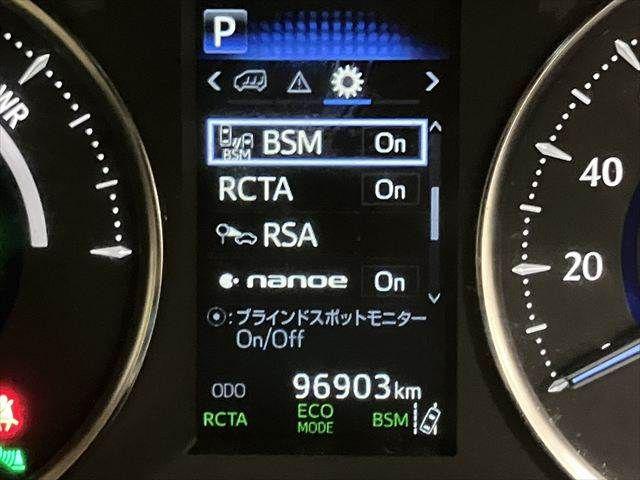 P
BSM BSM On
RCTA On
RSA
nanoe On
:ブラインドスポットモニター
On/Off
ODO 96903km
RCTA ECO MODE BSM
WR
40
20